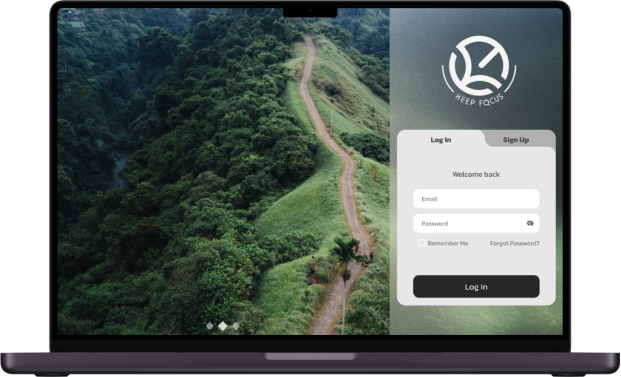 KEEP FOCUS
Log In
Sign Up
Welcome back
Email
Password
Remember Me
Forgot Password?
Log In